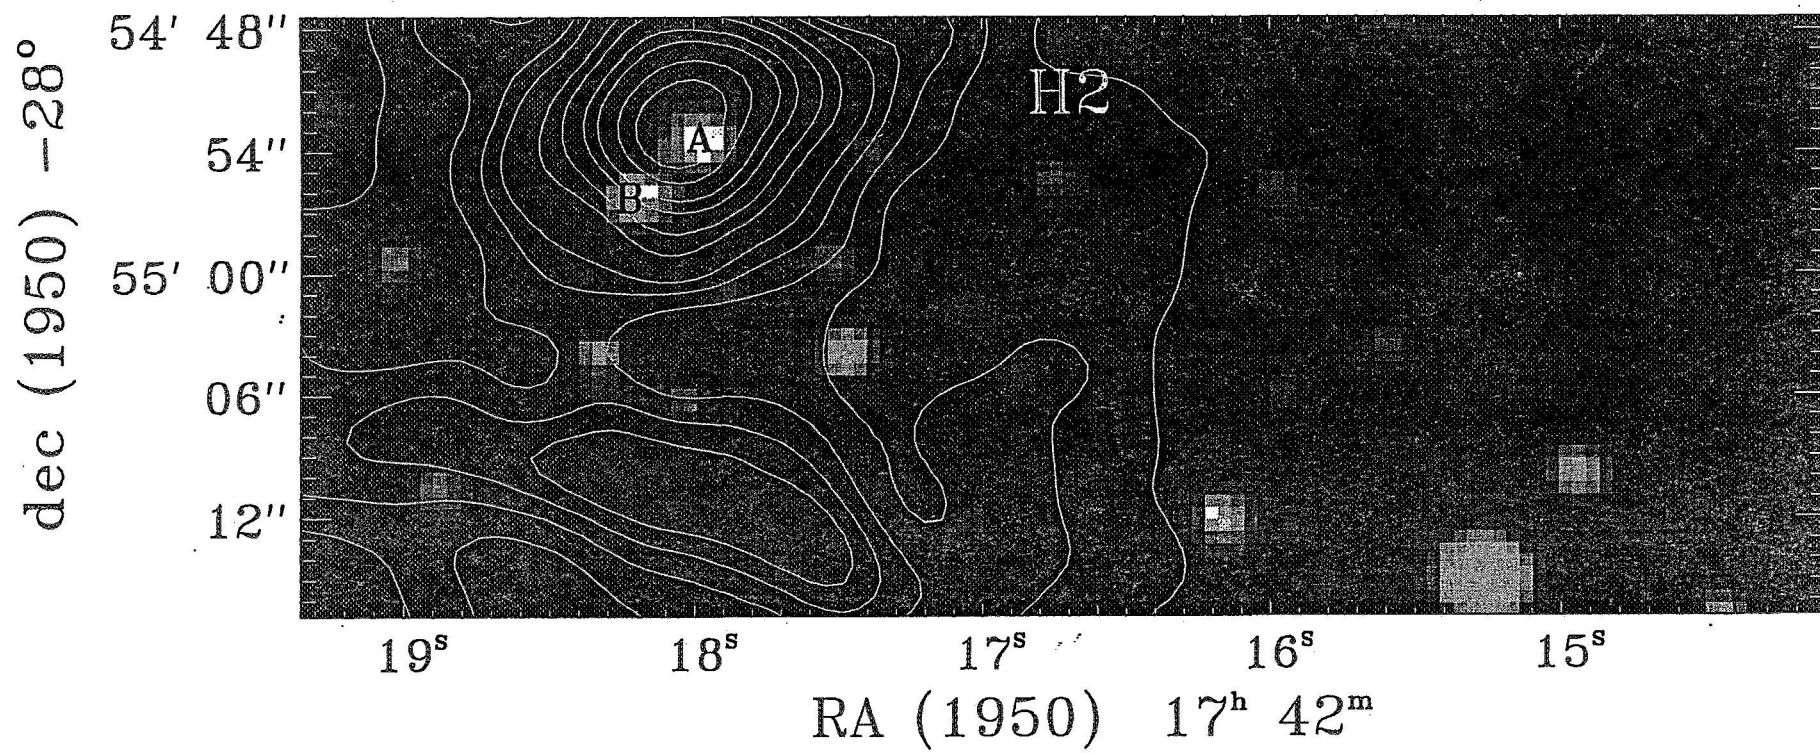 dec (1950) −28°
54′ 48″
54″
55′ 00″
06″
12″
H2
A
B
19ˢ 18ˢ 17ˢ 16ˢ 15ˢ
RA (1950) 17ʰ 42ᵐ